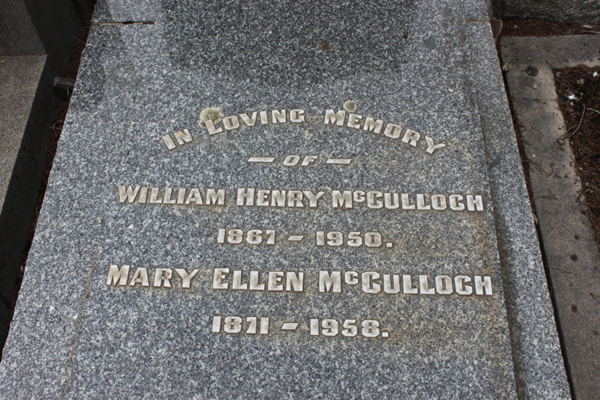 In Loving Memory
— OF —
WILLIAM HENRY McCULLOCH
1867 – 1950.
MARY ELLEN McCULLOCH
1871 – 1958.